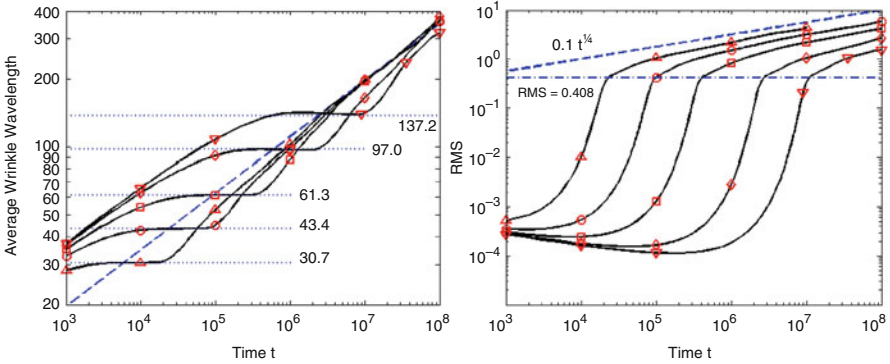 400
300
200
100
90
80
70
60
50
40
30
20
Average Wrinkle Wavelength
137.2
97.0
61.3
43.4
30.7
10³ 10⁴ 10⁵ 10⁶ 10⁷ 10⁸
Time t
10¹
10⁰
10⁻¹
10⁻²
10⁻³
10⁻⁴
RMS
0.1 t¼
RMS = 0.408
10³ 10⁴ 10⁵ 10⁶ 10⁷ 10⁸
Time t